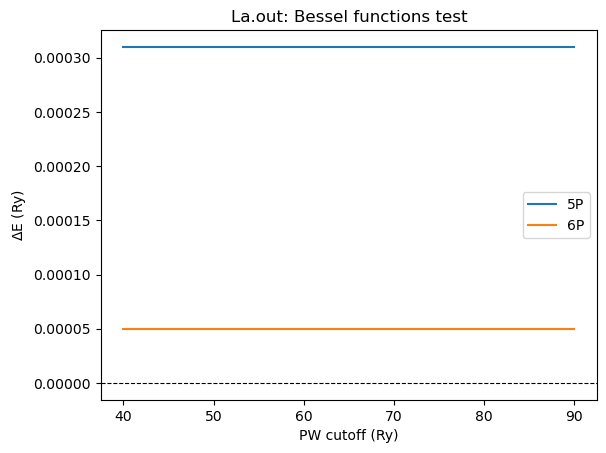 La.out: Bessel functions test
ΔE (Ry)
0.00030
0.00025
0.00020
0.00015
0.00010
0.00005
0.00000
5P
6P
40 50 60 70 80 90
PW cutoff (Ry)